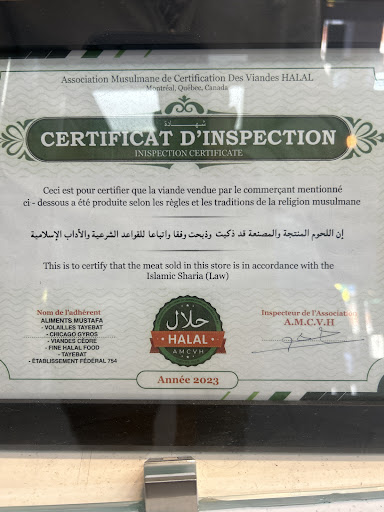 Association Musulmane de Certification Des Viandes HALAL
Montréal, Québec, Canada
شهادة
CERTIFICAT D'INSPECTION
INISPECTION CERTIFICATE
Ceci est pour certifier que la viande vendue par le commerçant mentionné
ci - dessous a été produite selon les règles et les traditions de la religion musulmane
إن اللحوم المنتجة والمصنعة قد ذكيت وذبحت وفقا واتباعا للقواعد الشرعية والأداب الإسلامية
This is to certify that the meat sold in this store is in accordance with the
Islamic Sharia (Law)
Nom de l'adhérent
ALIMENTS MUSTAFA
- VOLAILLES TAYEBAT
- CHICAGO GYROS
- VIANDES CÈDRE
- FINE HALAL FOOD
- TAYEBAT
- ÉTABLISSEMENT FÉDÉRAL 754
حلال
HALAL
AMCVH
Inspecteur de l'Association
A.M.C.V.H
Année 2023